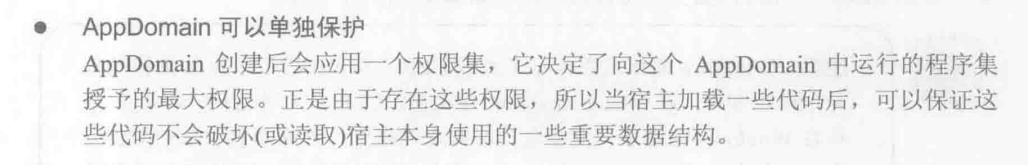 ● AppDomain 可以单独保护
AppDomain 创建后会应用一个权限集，它决定了向这个 AppDomain 中运行的程序集
授予的最大权限。正是由于存在这些权限，所以当宿主加载一些代码后，可以保证这
些代码不会破坏(或读取)宿主本身使用的一些重要数据结构。